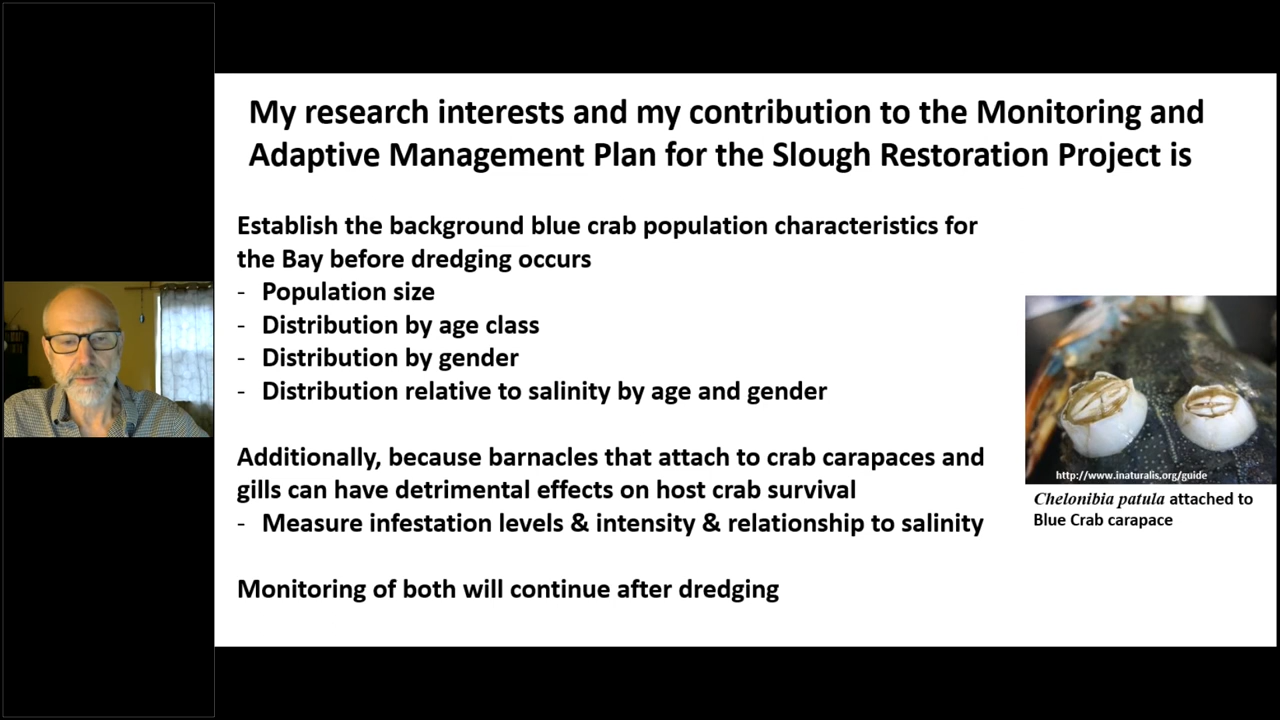 My research interests and my contribution to the Monitoring and
Adaptive Management Plan for the Slough Restoration Project is
Establish the background blue crab population characteristics for
the Bay before dredging occurs
- Population size
- Distribution by age class
- Distribution by gender
- Distribution relative to salinity by age and gender
Additionally, because barnacles that attach to crab carapaces and
gills can have detrimental effects on host crab survival
- Measure infestation levels & intensity & relationship to salinity
Monitoring of both will continue after dredging
http://www.inaturalis.org/guide
Chelonibia patula attached to
Blue Crab carapace